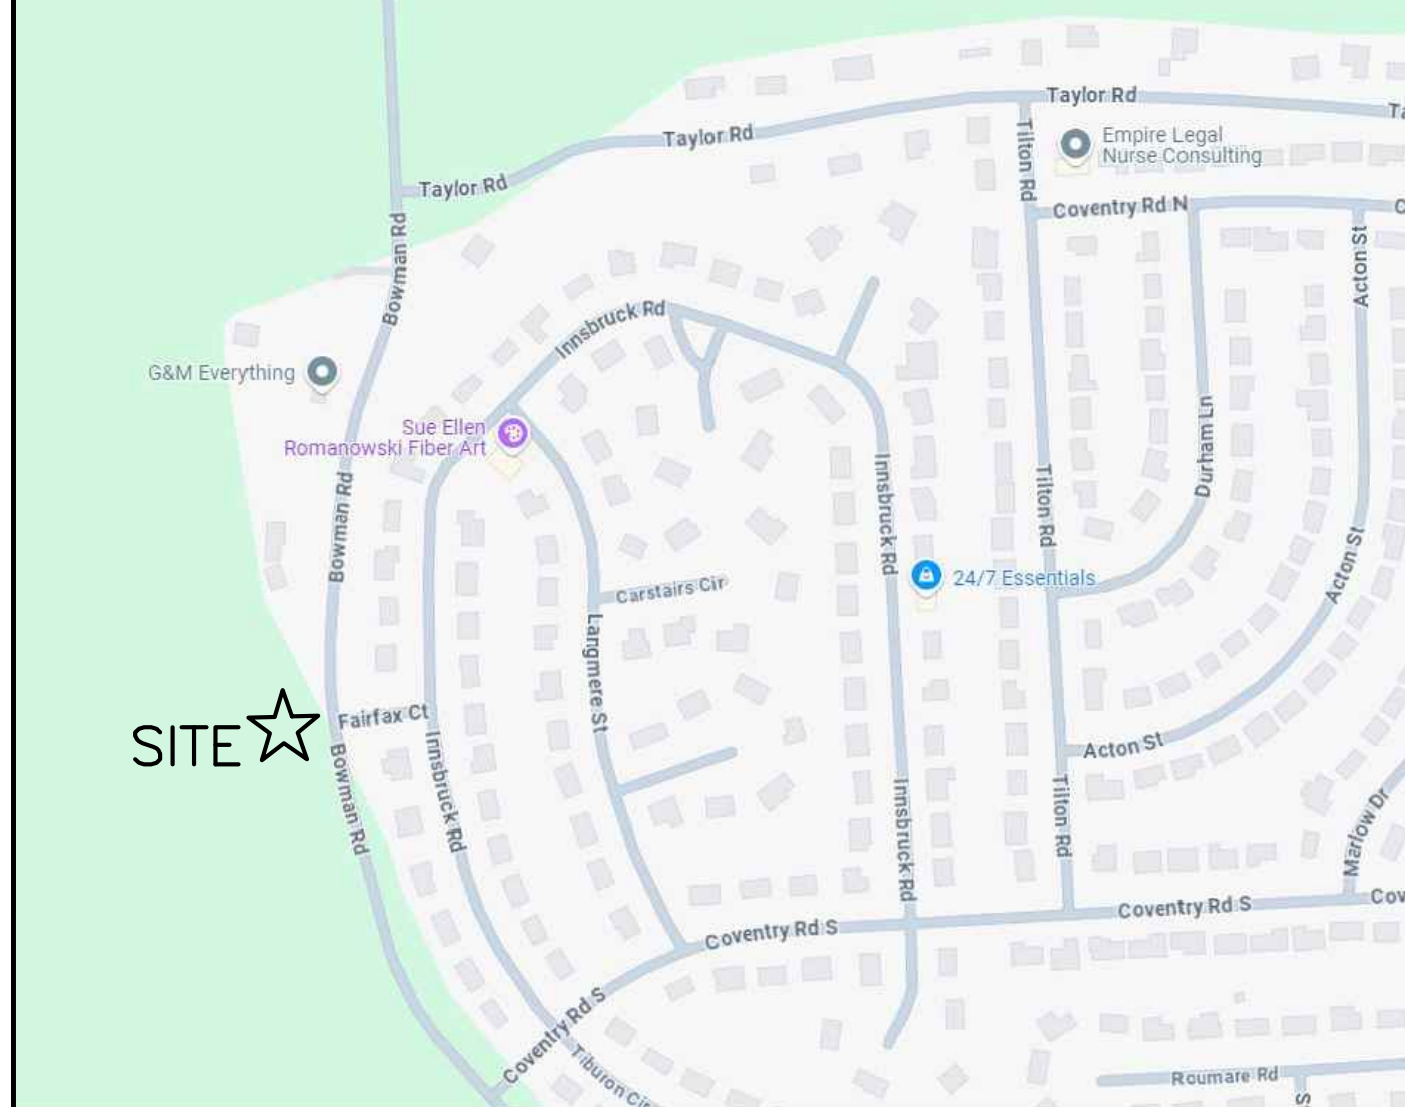 Taylor Rd
Ta
Taylor Rd
Empire Legal
Nurse Consulting
Tilton Rd
Taylor Rd
Coventry Rd N
C
Bowman Rd
Acton St
Innsbruck Rd
G&M Everything
Sue Ellen
Romanowski Fiber Art
Durham Ln
Bowman Rd
Innsbruck Rd
Tilton Rd
Acton St
24/7 Essentials
Carstairs Cir
Langmere St
SITE
Fairfax Ct
Bowman Rd
Innsbruck Rd
Acton St
Innsbruck Rd
Tilton Rd
Marlow Dr
Coventry Rd S
Cov
Coventry Rd S
Coventry Rd S
Tiburon Cir
Roumare Rd
S